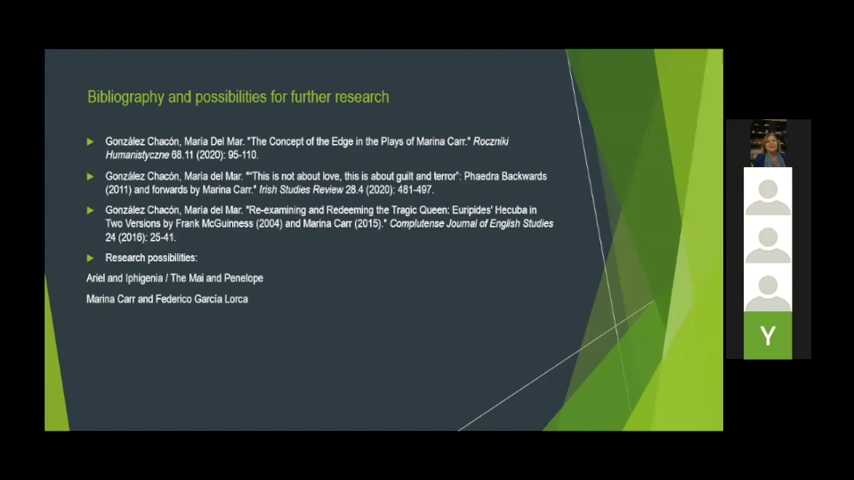 Bibliography and possibilities for further research
González Chacón, María Del Mar. "The Concept of the Edge in the Plays of Marina Carr." Roczniki
Humanistyczne 68.11 (2020): 95-110.
González Chacón, María del Mar. "“This is not about love, this is about guilt and terror”: Phaedra Backwards
(2011) and forwards by Marina Carr." Irish Studies Review 28.4 (2020): 481-497.
González Chacón, María del Mar. "Re-examining and Redeeming the Tragic Queen: Euripides' Hecuba in
Two Versions by Frank McGuinness (2004) and Marina Carr (2015)." Complutense Journal of English Studies
24 (2016): 25-41.
Research possibilities:
Ariel and Iphigenia / The Mai and Penelope
Marina Carr and Federico García Lorca
Y